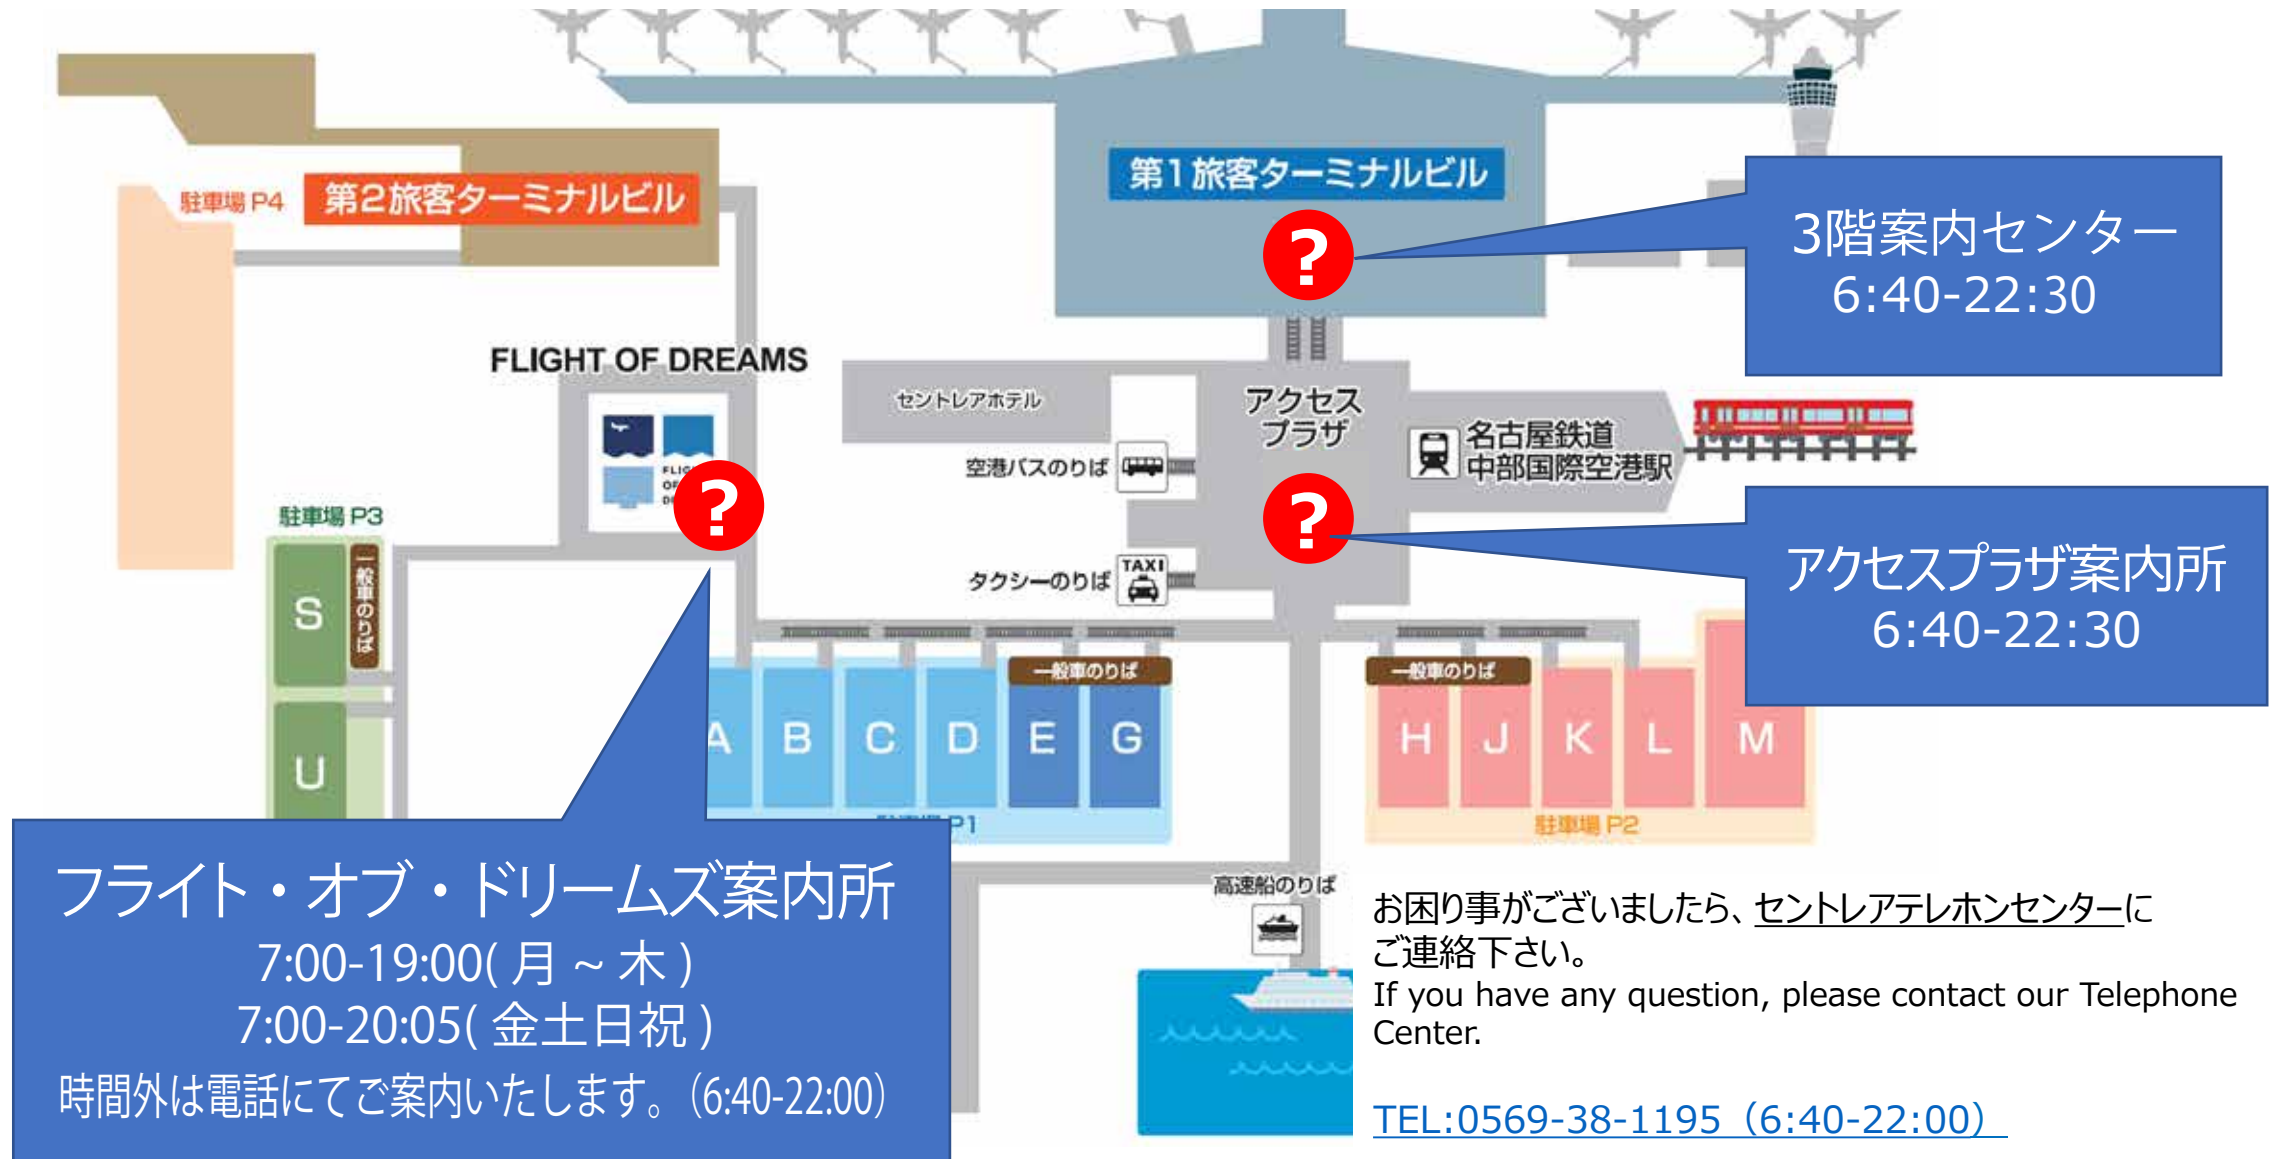 第1旅客ターミナルビル
駐車場 P4
第2旅客ターミナルビル
3階案内センター
6:40-22:30
FLIGHT OF DREAMS
セントレアホテル
アクセス
プラザ
名古屋鉄道
中部国際空港駅
空港バスのりば
?
?
?
駐車場 P3
一般車のりば
S
U
タクシーのりば
TAXI
アクセスプラザ案内所
6:40-22:30
一般車のりば
一般車のりば
A
B
C
D
E
G
H
J
K
L
M
駐車場 P1
駐車場 P2
フライト・オブ・ドリームズ案内所
7:00-19:00( 月 ~ 木 )
7:00-20:05( 金土日祝 )
時間外は電話にてご案内いたします。（6:40-22:00）
高速船のりば
お困り事がございましたら、セントレアテレホンセンターに
ご連絡下さい。
If you have any question, please contact our Telephone
Center.
TEL:0569-38-1195（6:40-22:00）